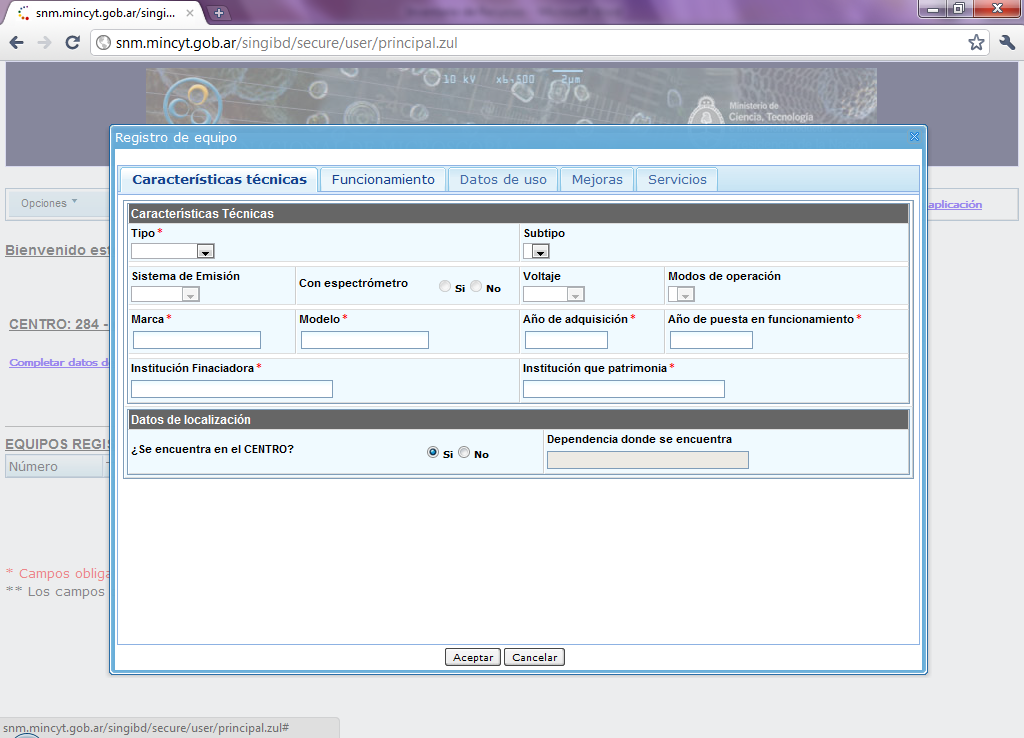 snm.mincyt.gob.ar/singi...
snm.mincyt.gob.ar/singibd/secure/user/principal.zul
10 kV x6,500 2µm
Ministerio de
Ciencia, Tecnología
Registro de equipo
Características técnicas Funcionamiento Datos de uso Mejoras Servicios
Opciones
aplicación
Características Técnicas
Tipo* Subtipo
Bienvenido est
Sistema de Emisión Con espectrómetro Si No Voltaje Modos de operación
CENTRO: 284 -
Marca* Modelo* Año de adquisición* Año de puesta en funcionamiento*
Completar datos d
Institución Finaciadora* Institución que patrimonia*
Datos de localización
EQUIPOS REGI
¿Se encuentra en el CENTRO? Si No Dependencia donde se encuentra
Número
* Campos obliga
** Los campos
Aceptar Cancelar
snm.mincyt.gob.ar/singibd/secure/user/principal.zul#